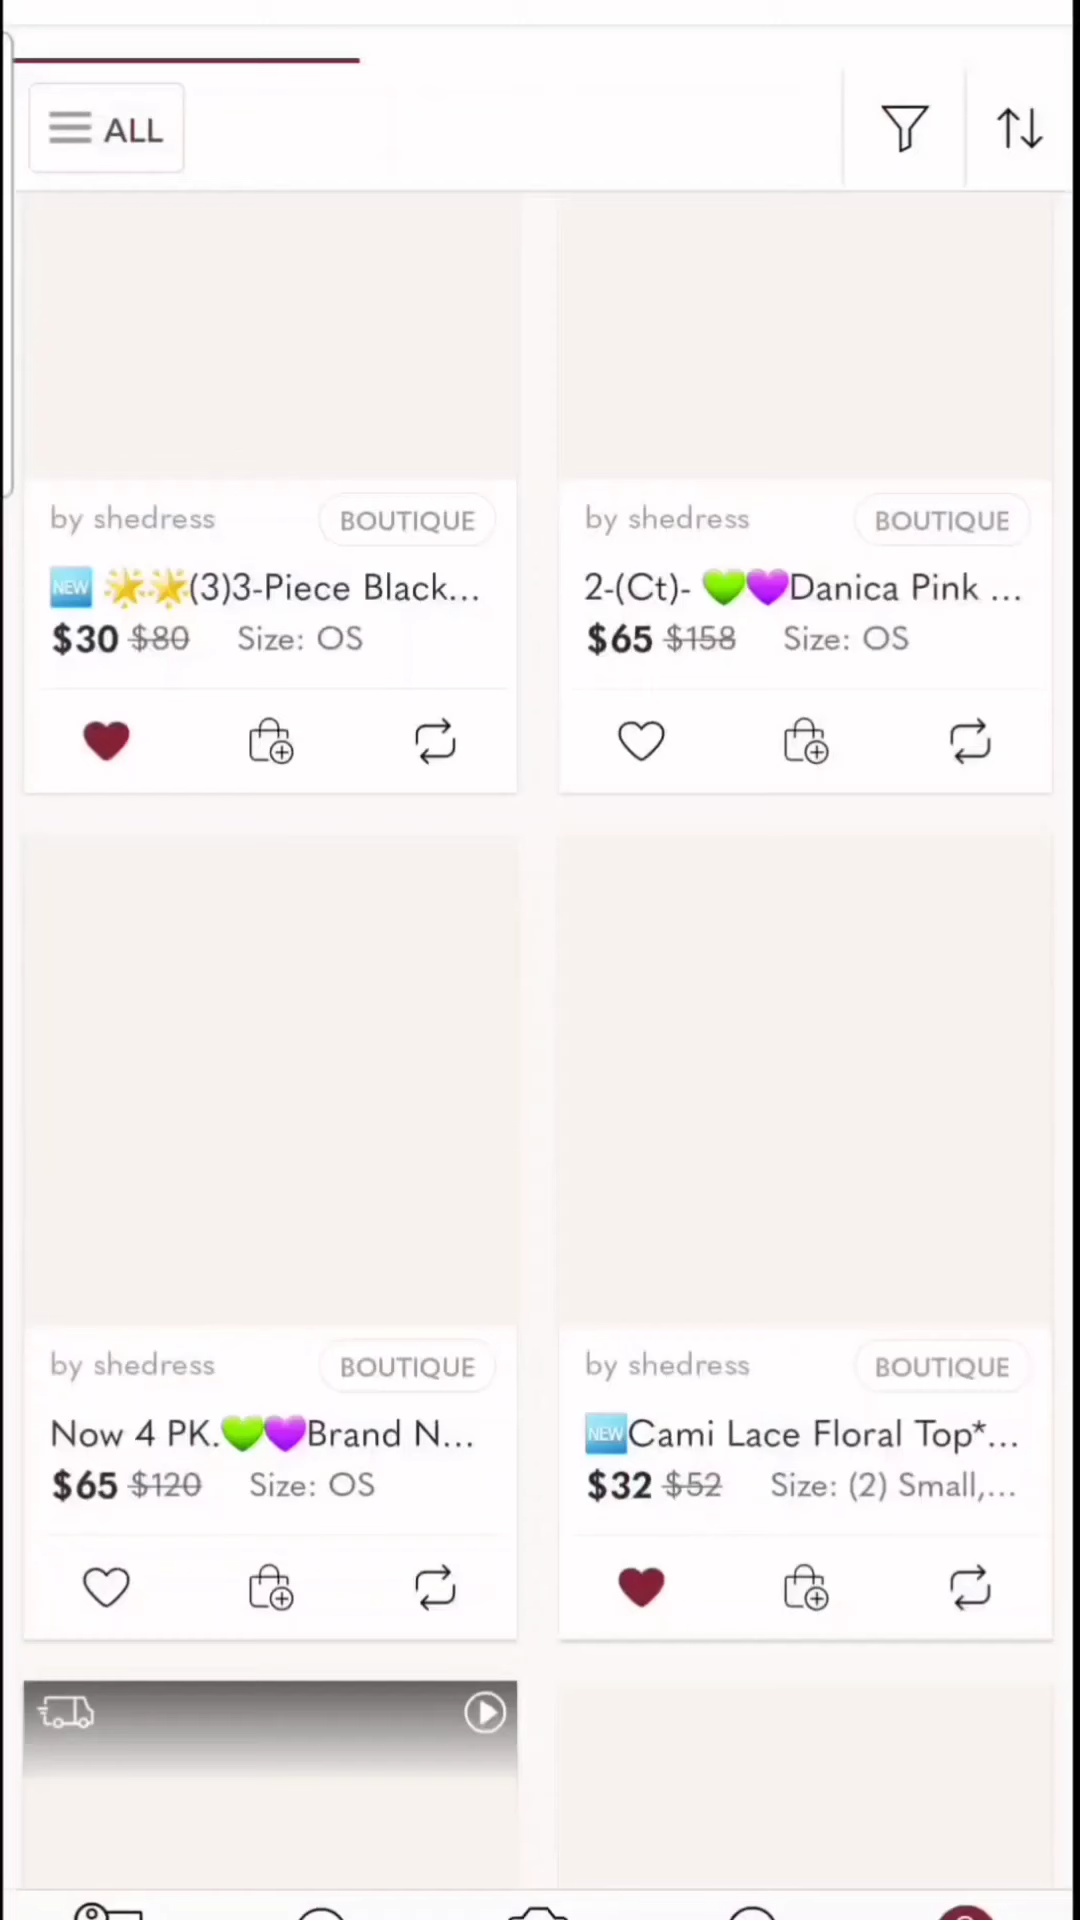 ALL
by shedress BOUTIQUE
🆕 🌟🌟(3)3-Piece Black...
$30 $80 Size: OS
by shedress BOUTIQUE
2-(Ct)- 💚💜Danica Pink ...
$65 $158 Size: OS
by shedress BOUTIQUE
Now 4 PK.💚💜Brand N...
$65 $120 Size: OS
by shedress BOUTIQUE
🆕Cami Lace Floral Top*...
$32 $52 Size: (2) Small,...